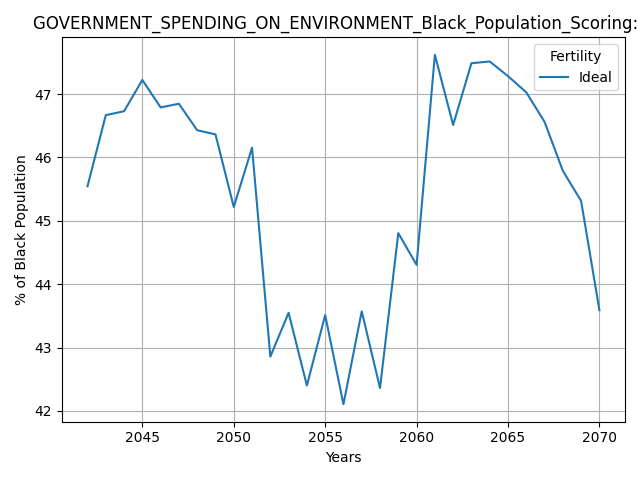 GOVERNMENT_SPENDING_ON_ENVIRONMENT_Black_Population_Scoring:
Fertility
Ideal
% of Black Population
47
46
45
44
43
42
2045
2050
2055
2060
2065
2070
Years